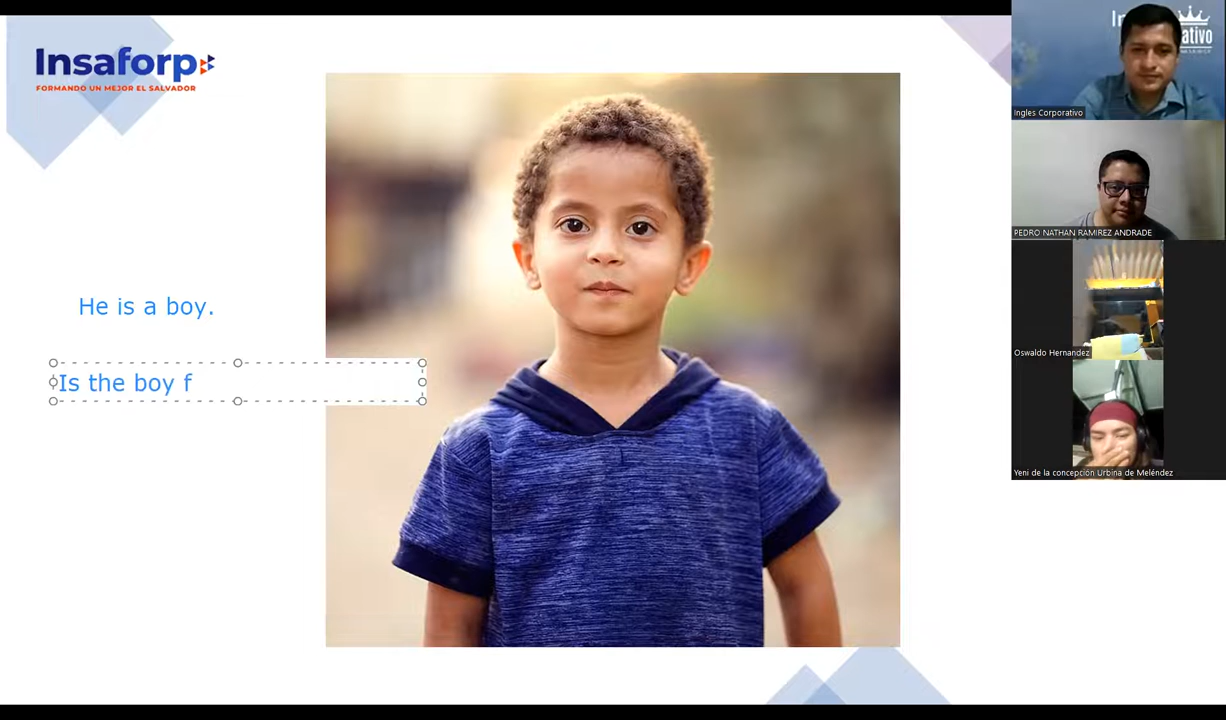 Insaforp
FORMANDO UN MEJOR EL SALVADOR
He is a boy.
Is the boy f
Ingles Corporativo
PEDRO NATHAN RAMIREZ ANDRADE
Oswaldo Hernandez
Yeni de la concepción Urbina de Meléndez